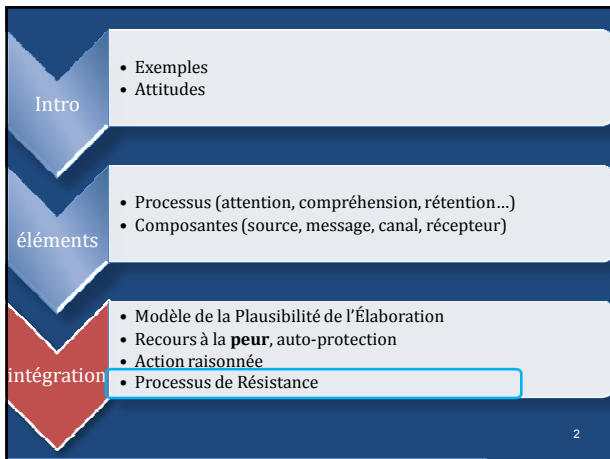 Intro
• Exemples
• Attitudes
éléments
• Processus (attention, compréhension, rétention…)
• Composantes (source, message, canal, récepteur)
intégration
• Modèle de la Plausibilité de l’Élaboration
• Recours à la peur, auto-protection
• Action raisonnée
• Processus de Résistance
2